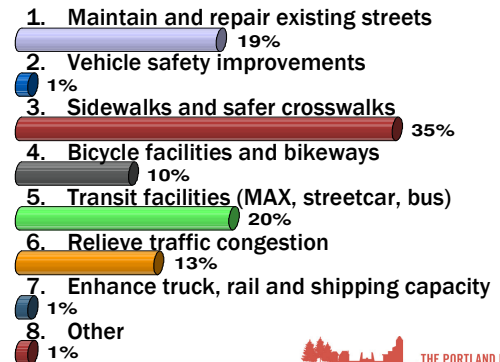 1. Maintain and repair existing streets
19%
2. Vehicle safety improvements
1%
3. Sidewalks and safer crosswalks
35%
4. Bicycle facilities and bikeways
10%
5. Transit facilities (MAX, streetcar, bus)
20%
6. Relieve traffic congestion
13%
7. Enhance truck, rail and shipping capacity
1%
8. Other
1%
THE PORTLAND